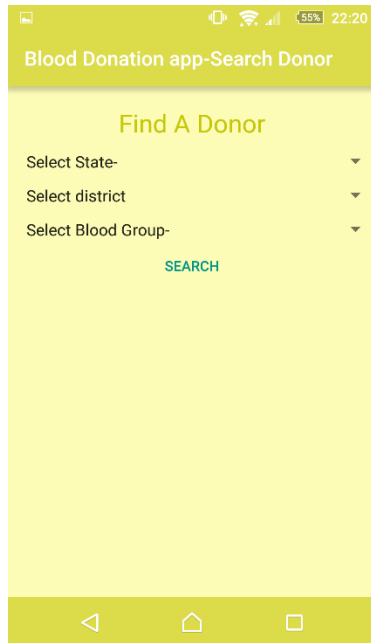 55% 22:20
Blood Donation app-Search Donor
Find A Donor
Select State-
Select district
Select Blood Group-
SEARCH